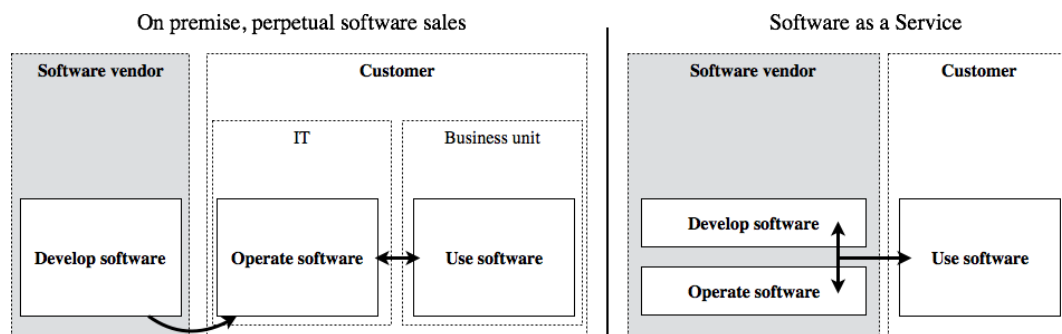 On premise, perpetual software sales
Software vendor
Customer
IT
Business unit
Develop software
Operate software
Use software
Software as a Service
Software vendor
Customer
Develop software
Operate software
Use software